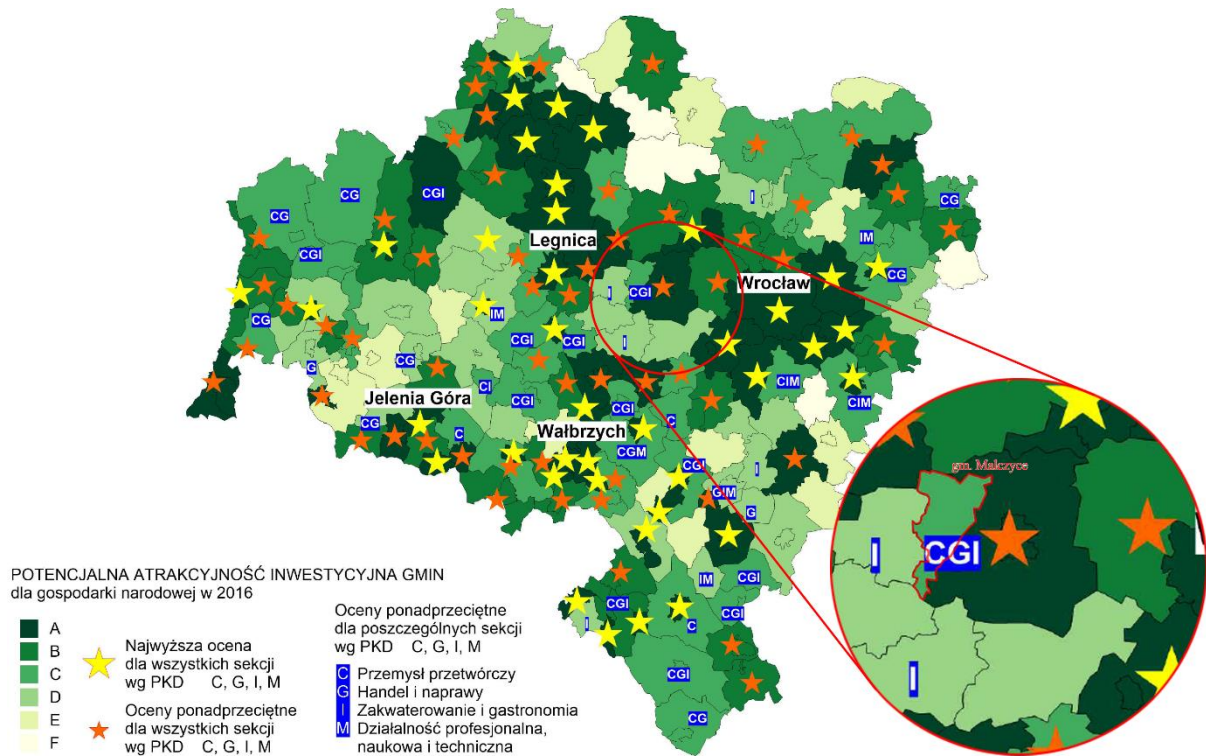 CG
CG
CGI
CG
CGI
I
CG
IM
CG
Legnica
Wrocław
I
CGI
IM
CG
CGI
CGI
I
G
CG
CI
CIM
CIM
Jelenia Góra
CGI
CGI
CG
C
Wałbrzych
C
CGM
CGI
I
GIM
G
gm. Malczyce
I
CGI
I
IM
CGI
CGI
CGI
I
C
CGI
CG
POTENCJALNA ATRAKCYJNOŚĆ INWESTYCYJNA GMIN
dla gospodarki narodowej w 2016
A
B
C
D
E
F
Najwyższa ocena
dla wszystkich sekcji
wg PKD C, G, I, M
Oceny ponadprzeciętne
dla wszystkich sekcji
wg PKD C, G, I, M
Oceny ponadprzeciętne
dla poszczególnych sekcji
wg PKD C, G, I, M
C Przemysł przetwórczy
G Handel i naprawy
I Zakwaterowanie i gastronomia
M Działalność profesjonalna,
naukowa i techniczna